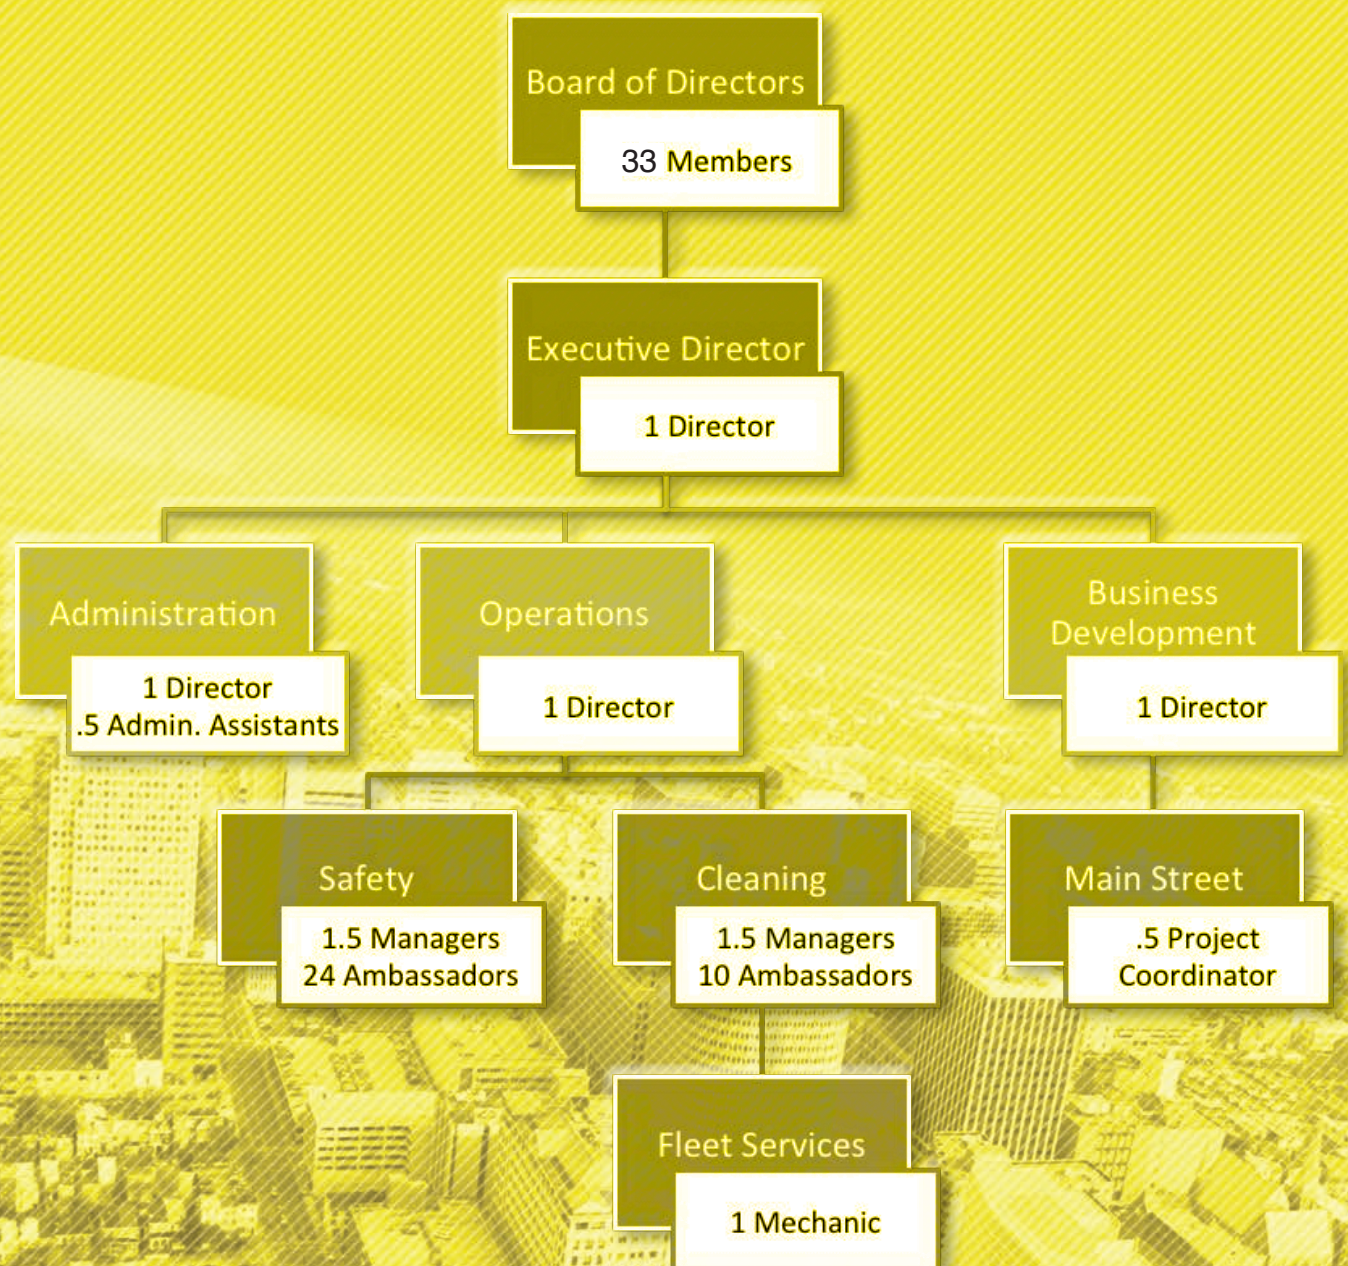 Board of Directors
33 Members
Executive Director
1 Director
Administration
1 Director
.5 Admin. Assistants
Operations
1 Director
Business
Development
1 Director
Safety
1.5 Managers
24 Ambassadors
Cleaning
1.5 Managers
10 Ambassadors
Main Street
.5 Project
Coordinator
Fleet Services
1 Mechanic